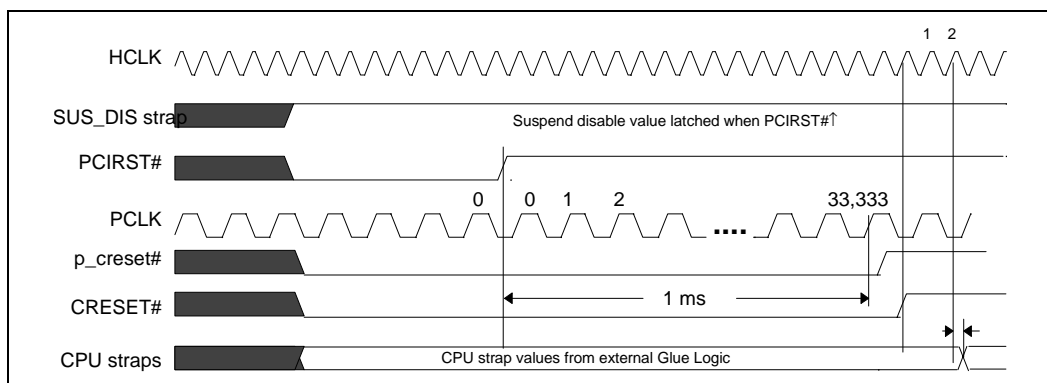 1 2
HCLK
SUS_DIS strap
Suspend disable value latched when PCIRST#↑
PCIRST#
0 0 1 2 33,333
PCLK
....
p_creset#
1 ms
CRESET#
CPU straps
CPU strap values from external Glue Logic